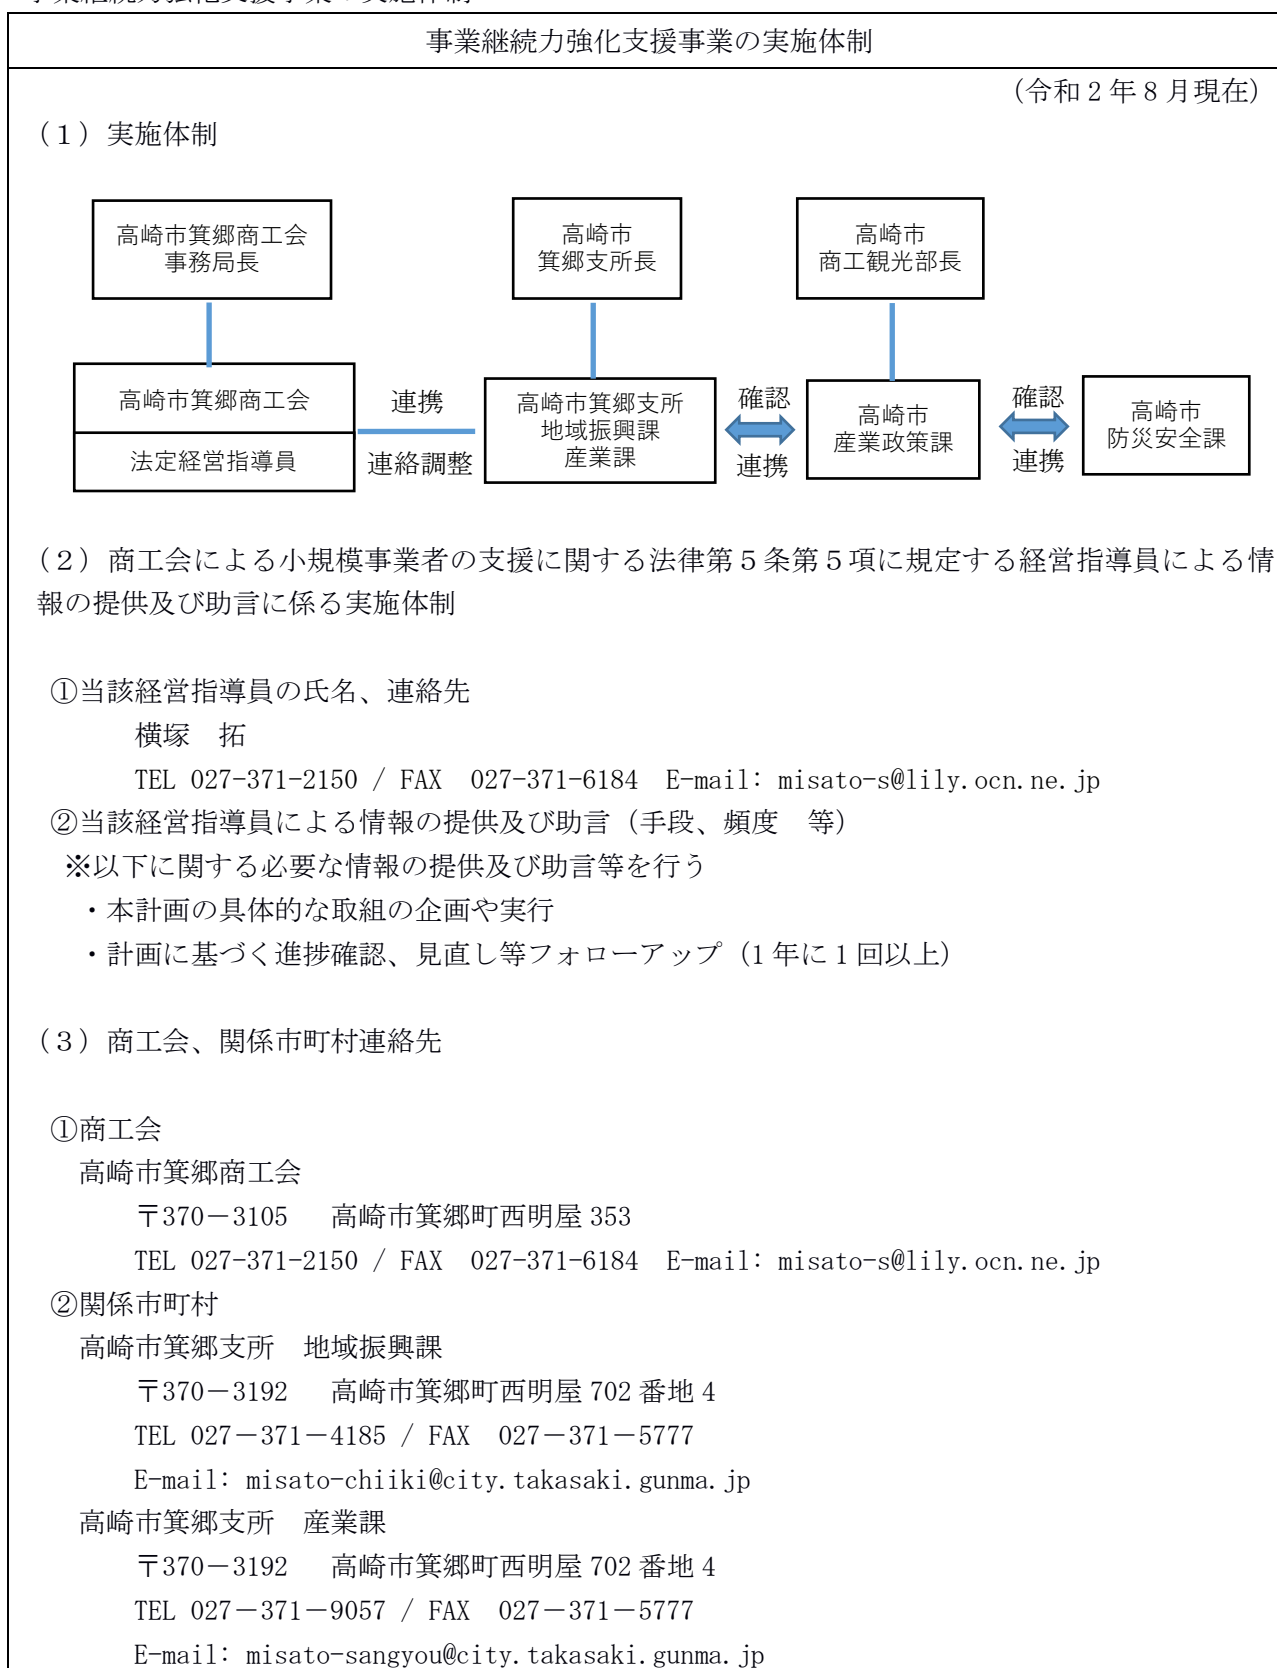 事業継続力強化支援事業の実施体制
(令和２年８月現在)
(１) 実施体制
高崎市箕郷商工会
事務局長
高崎市
箕郷支所長
高崎市
商工観光部長
高崎市箕郷商工会
法定経営指導員
連携
連絡調整
高崎市箕郷支所
地域振興課
産業課
確認
連携
高崎市
産業政策課
確認
連携
高崎市
防災安全課
(２) 商工会による小規模事業者の支援に関する法律第５条第５項に規定する経営指導員による情
報の提供及び助言に係る実施体制
①当該経営指導員の氏名、連絡先
横塚　拓
TEL 027-371-2150 / FAX　027-371-6184　E-mail: misato-s@lily.ocn.ne.jp
②当該経営指導員による情報の提供及び助言（手段、頻度　等）
※以下に関する必要な情報の提供及び助言等を行う
・本計画の具体的な取組の企画や実行
・計画に基づく進捗確認、見直し等フォローアップ（1 年に 1 回以上）
(３) 商工会、関係市町村連絡先
①商工会
高崎市箕郷商工会
〒370－3105　高崎市箕郷町西明屋 353
TEL 027-371-2150 / FAX　027-371-6184　E-mail: misato-s@lily.ocn.ne.jp
②関係市町村
高崎市箕郷支所　地域振興課
〒370－3192　高崎市箕郷町西明屋 702 番地 4
TEL 027－371－4185 / FAX　027－371－5777
E-mail: misato-chiiki@city.takasaki.gunma.jp
高崎市箕郷支所　産業課
〒370－3192　高崎市箕郷町西明屋 702 番地 4
TEL 027－371－9057 / FAX　027－371－5777
E-mail: misato-sangyou@city.takasaki.gunma.jp